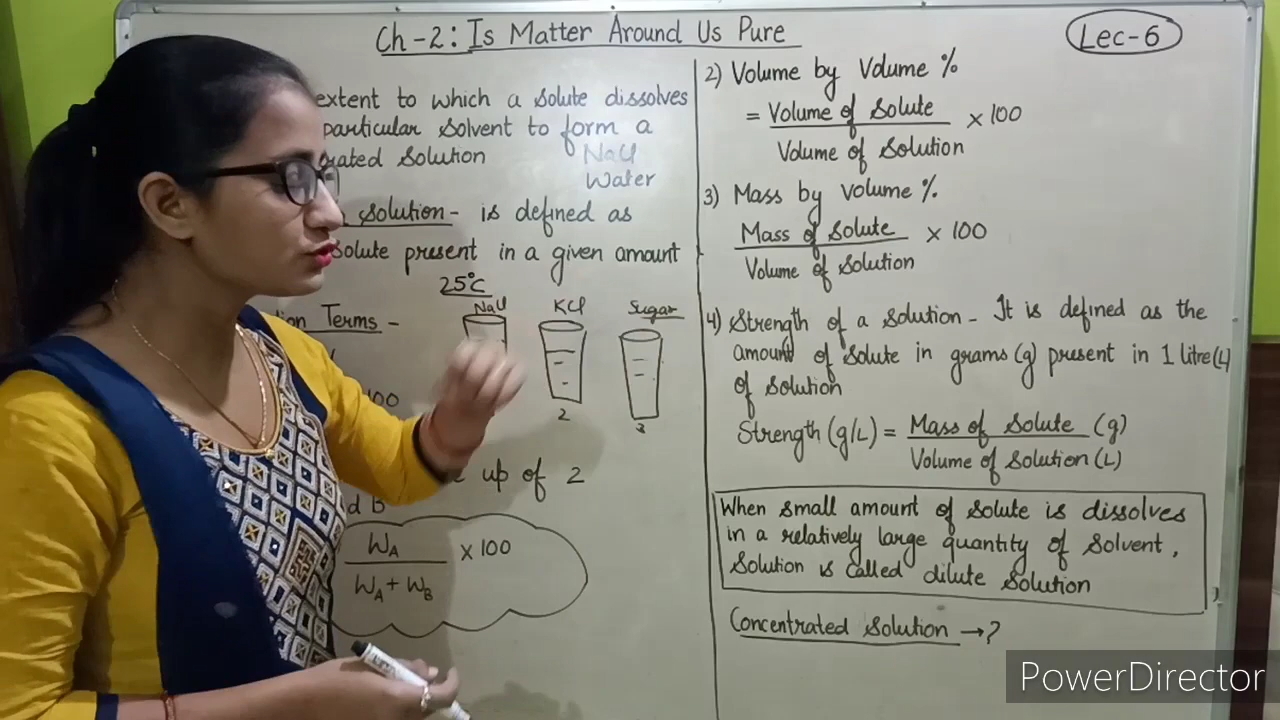 Ch-2: Is Matter Around Us Pure
Lec-6
extent to which a solute dissolves
particular solvent to form a
rated solution
NaCl
Water
solution- is defined as
solute present in a given amount
25°C
NaCl
KCl
Sugar
2
3
ion Terms-
100
up of 2
d B
WA
WA + WB
× 100
2) Volume by Volume %
= Volume of Solute × 100
Volume of Solution
3) Mass by volume %
Mass of Solute × 100
Volume of Solution
4) Strength of a Solution - It is defined as the
amount of solute in grams (g) present in 1 litre (L)
of Solution
Strength (g/L) = Mass of Solute (g)
Volume of Solution (L)
When small amount of solute is dissolves
in a relatively large quantity of Solvent,
Solution is called dilute Solution
Concentrated Solution →?
PowerDirector